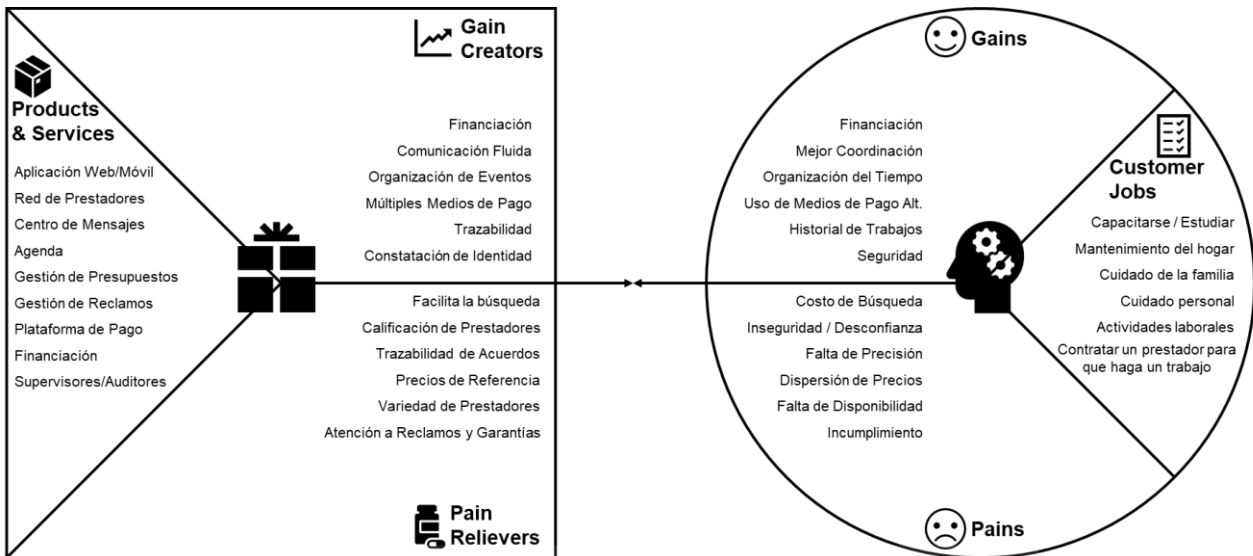 Gain
Creators
Products
& Services
Aplicación Web/Móvil
Red de Prestadores
Centro de Mensajes
Agenda
Gestión de Presupuestos
Gestión de Reclamos
Plataforma de Pago
Financiación
Supervisores/Auditores
Financiación
Comunicación Fluida
Organización de Eventos
Múltiples Medios de Pago
Trazabilidad
Constatación de Identidad
Facilita la búsqueda
Calificación de Prestadores
Trazabilidad de Acuerdos
Precios de Referencia
Variedad de Prestadores
Atención a Reclamos y Garantías
Pain
Relievers
Gains
Financiación
Mejor Coordinación
Organización del Tiempo
Uso de Medios de Pago Alt.
Historial de Trabajos
Seguridad
Costo de Búsqueda
Inseguridad / Desconfianza
Falta de Precisión
Dispersión de Precios
Falta de Disponibilidad
Incumplimiento
Pains
Customer
Jobs
Capacitarse / Estudiar
Mantenimiento del hogar
Cuidado de la familia
Cuidado personal
Actividades laborales
Contratar un prestador para
que haga un trabajo